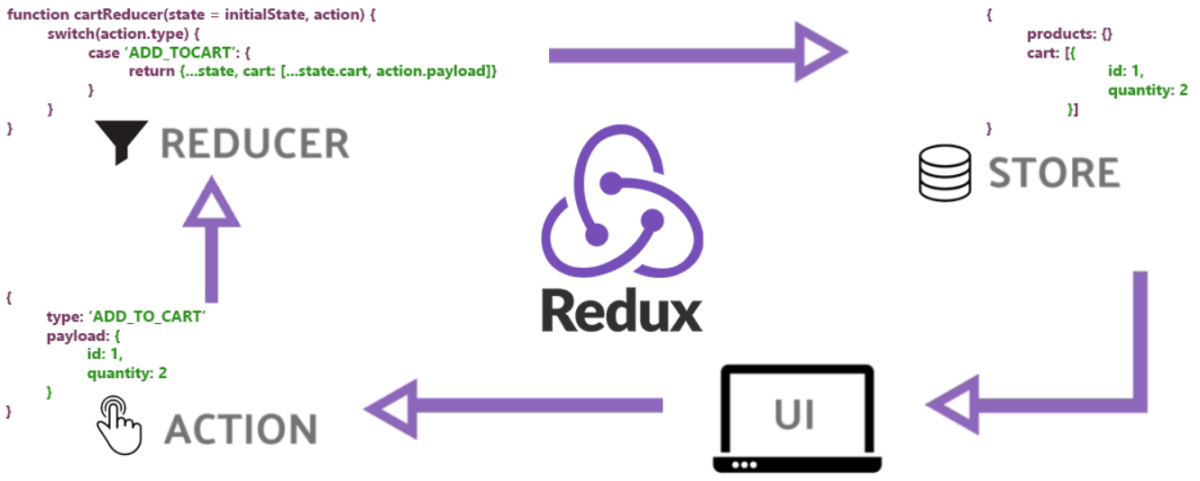 function cartReducer(state = initialState, action) {
switch(action.type) {
case ‘ADD_TOCART’: {
return {...state, cart: [...state.cart, action.payload]}
}
}
}
REDUCER
{
products: {}
cart: [{
id: 1,
quantity: 2
}]
}
STORE
Redux
{
type: ‘ADD_TO_CART’
payload: {
id: 1,
quantity: 2
}
}
ACTION
UI